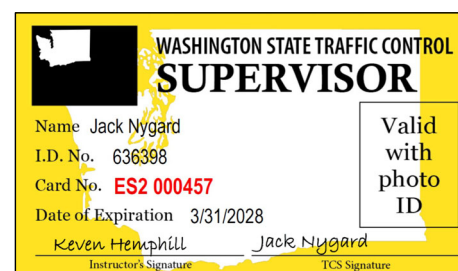 WASHINGTON STATE TRAFFIC CONTROL
SUPERVISOR
Name Jack Nygard
I.D. No. 636398
Card No. ES2 000457
Date of Expiration 3/31/2028
Valid
with
photo
ID
Keven Hemphill Jack Nygard
Instructor's Signature TCS Signature